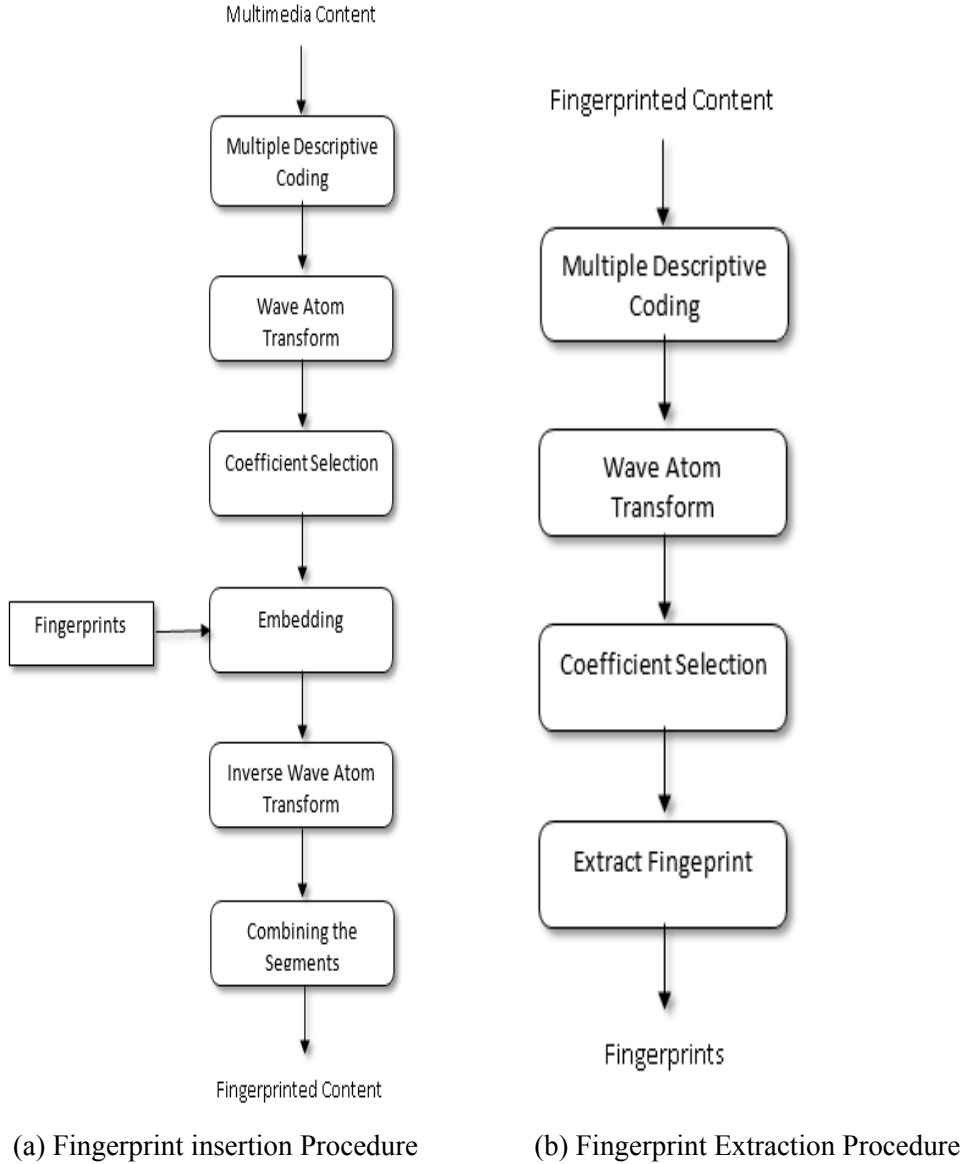 Multimedia Content
Multiple Descriptive
Coding
Wave Atom
Transform
Coefficient Selection
Fingerprints
Embedding
Inverse Wave Atom
Transform
Combining the
Segments
Fingerprinted Content
(a) Fingerprint insertion Procedure
Fingerprinted Content
Multiple Descriptive
Coding
Wave Atom
Transform
Coefficient Selection
Extract Fingeprint
Fingerprints
(b) Fingerprint Extraction Procedure